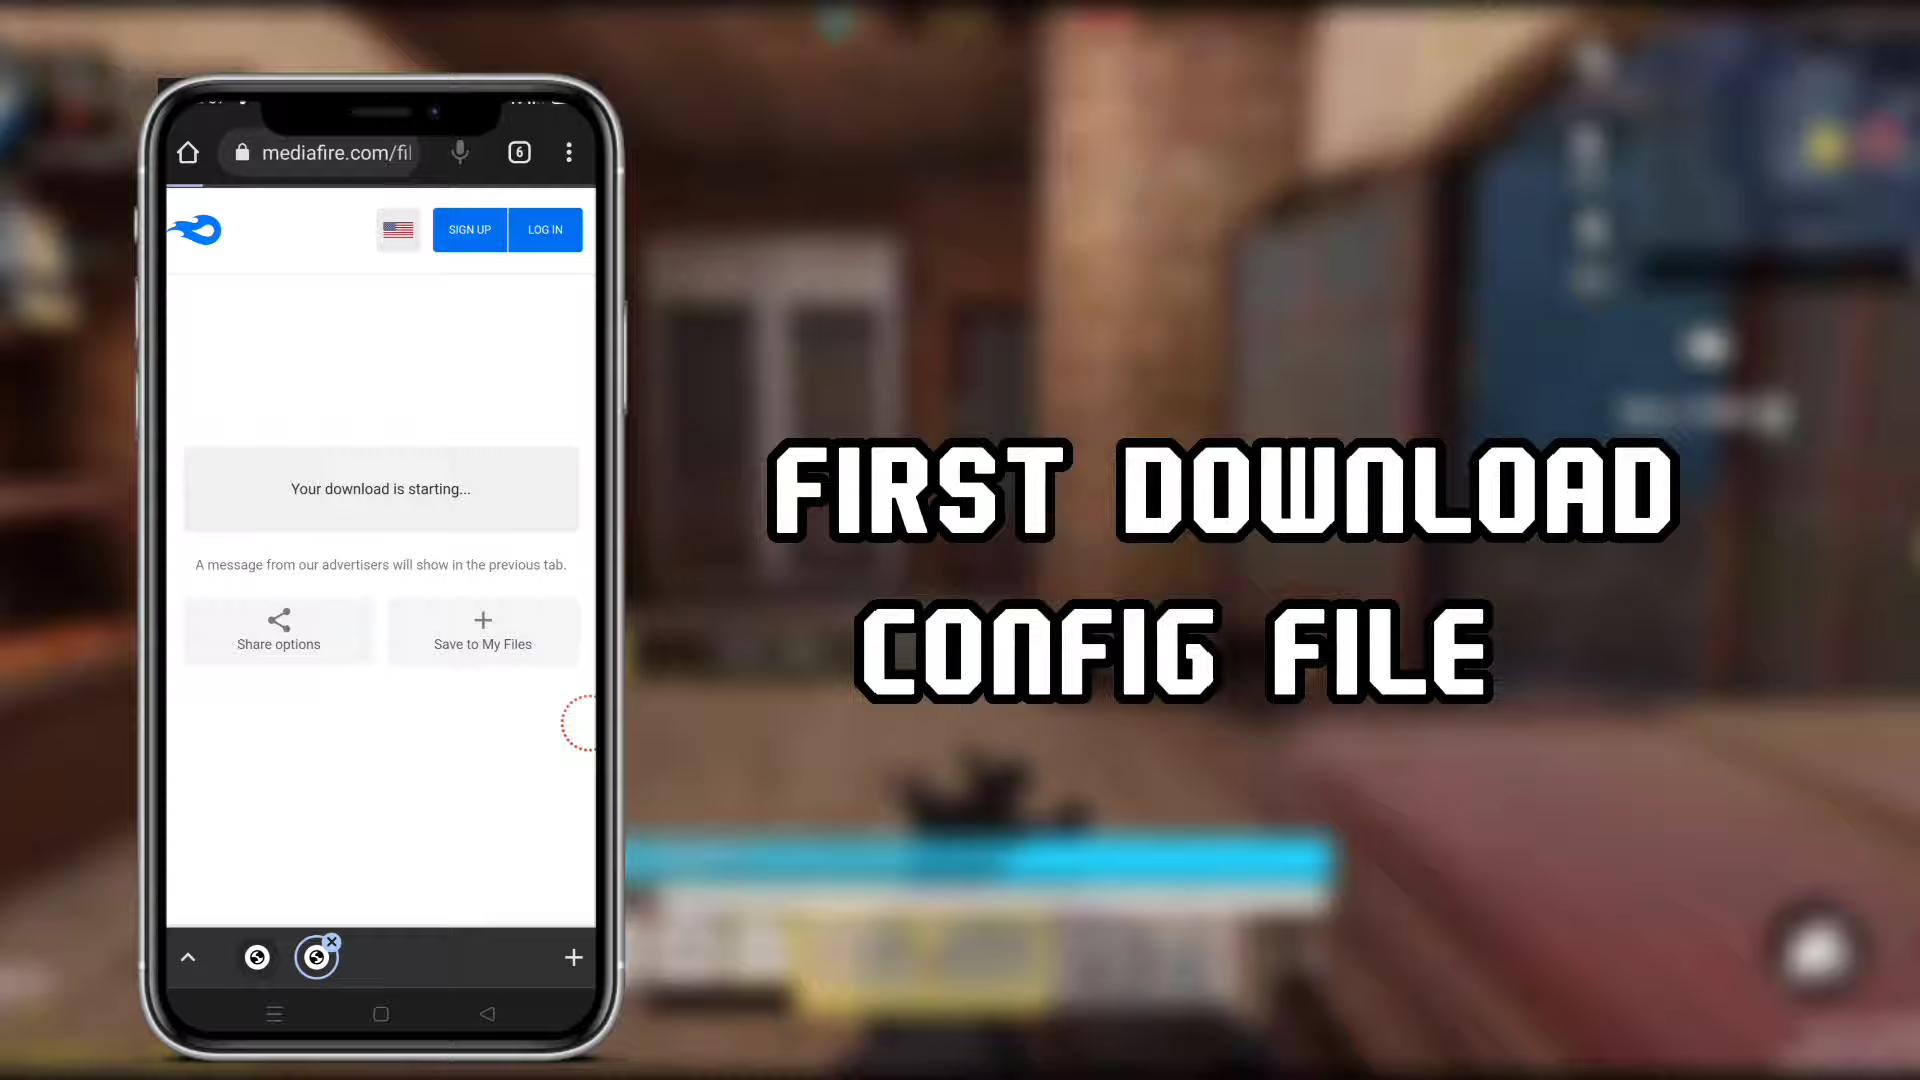 mediafire.com/fil
6
SIGN UP
LOG IN
Your download is starting...
A message from our advertisers will show in the previous tab.
Share options
Save to My Files
FIRST DOWNLOAD
CONFIG FILE